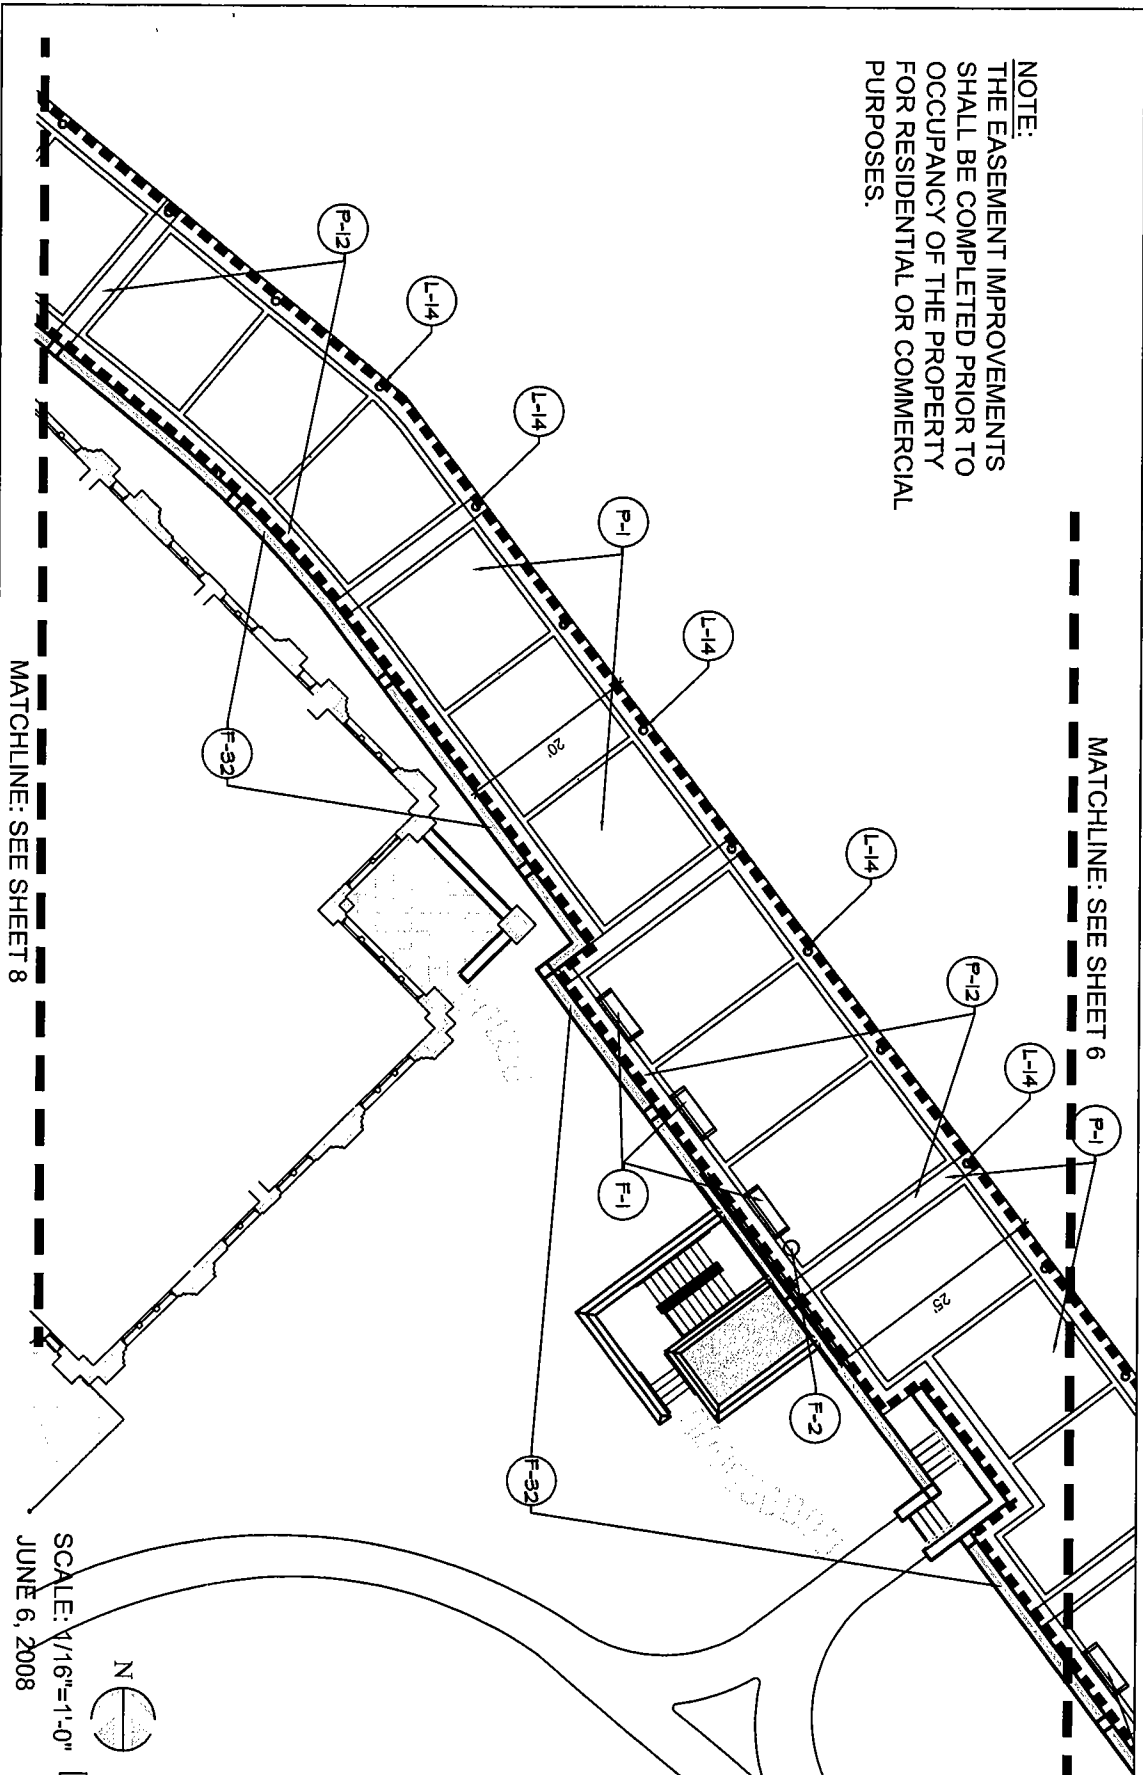 NOTE:
THE EASEMENT IMPROVEMENTS
SHALL BE COMPLETED PRIOR TO
OCCUPANCY OF THE PROPERTY
FOR RESIDENTIAL OR COMMERCIAL
PURPOSES.
MATCHLINE: SEE SHEET 6
P-1
L-14
P-12
L-14
25'
L-14
P-1
L-14
20'
L-14
P-12
F-1
F-2
F-32
F-32
MATCHLINE: SEE SHEET 8
N
SCALE: 1/16"=1'-0"
JUNE 6, 2008